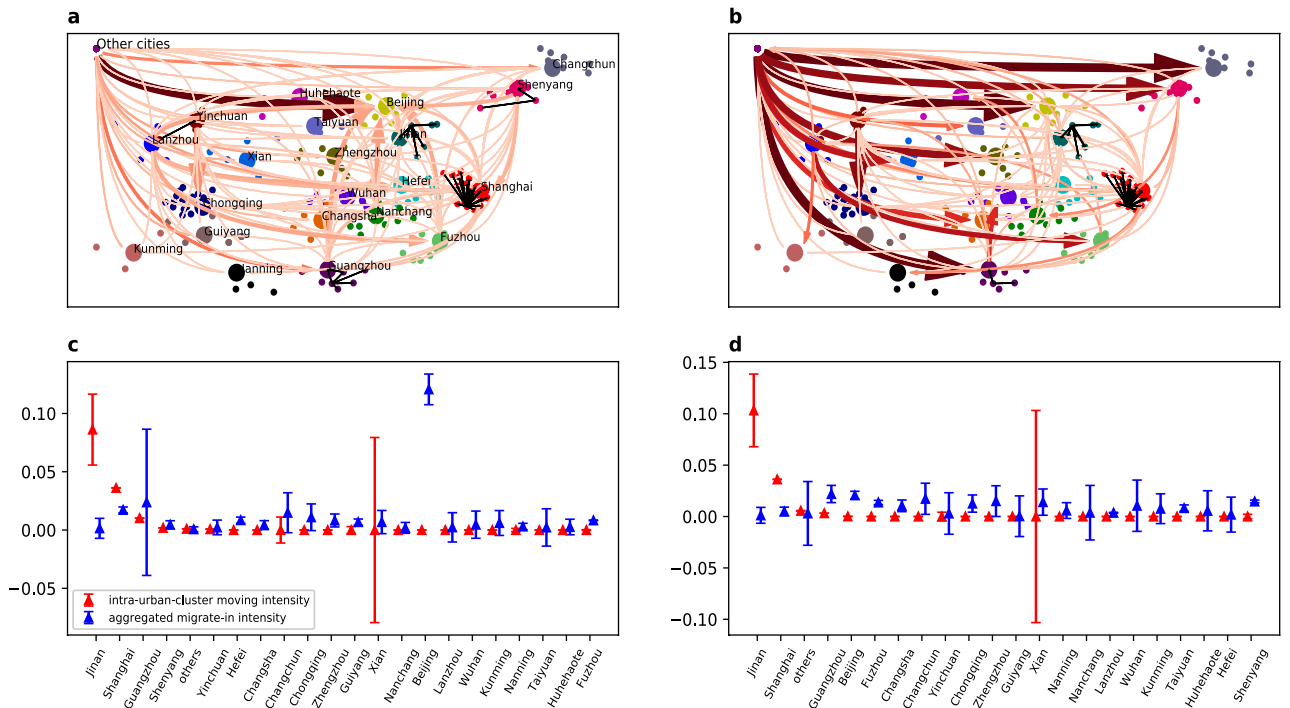 a
b
Other cities
Changchun
Shenyang
Huhehaote
Beijing
Yinchuan
Taiyuan
Lanzhou
Xian
Zhengzhou
Hefei
Shanghai
Wuhan
Changsha
Nanchang
Guiyang
Fuzhou
Kunming
Guangzhou
c
d
0.10
0.05
0.00
−0.05
intra-urban-cluster moving intensity
aggregated migrate-in intensity
Jinan
Shanghai
Guangzhou
Shenyang
others
Yinchuan
Hefei
Changsha
Changchun
Chongqing
Zhengzhou
Guiyang
Xian
Nanchang
Beijing
Lanzhou
Wuhan
Kunming
Nanning
Taiyuan
Huhehaote
Fuzhou
0.15
0.10
0.05
0.00
−0.05
−0.10
Jinan
Shanghai
others
Guangzhou
Beijing
Fuzhou
Changsha
Changchun
Yinchuan
Chongqing
Zhengzhou
Guiyang
Xian
Nanning
Nanchang
Lanzhou
Wuhan
Kunming
Taiyuan
Huhehaote
Hefei
Shenyang